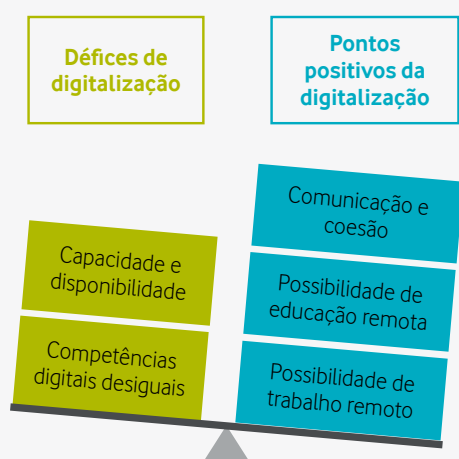 Défices de
digitalização
Pontos
positivos da
digitalização
Capacidade e
disponibilidade
Competências
digitais desiguais
Comunicação e
coesão
Possibilidade de
educação remota
Possibilidade de
trabalho remoto